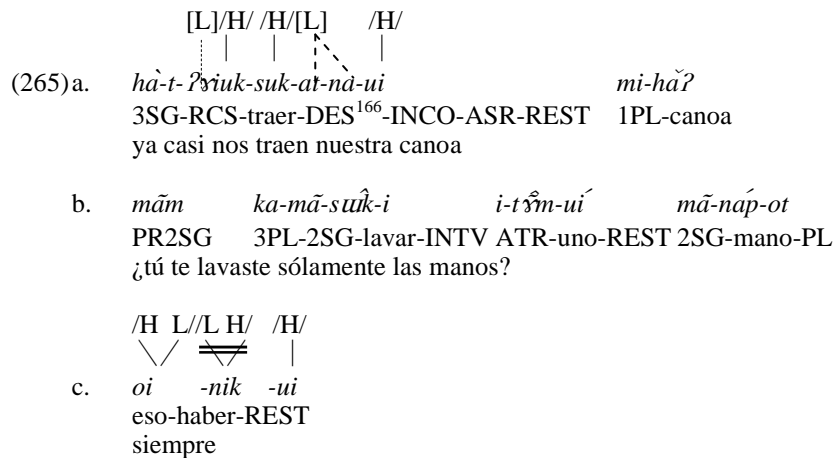 [L]/H/ /H/[L] /H/
(265) a. hà-t-ʔɤiuk-suk-at-nà-ui mi-hǎʔ
3SG-RCS-traer-DES166-INCO-ASR-REST 1PL-canoa
ya casi nos traen nuestra canoa
b. mãm ka-mã-sɯ̂k-i i-tɤ̃̂m-uí mã-náp-ot
PR2SG 3PL-2SG-lavar-INTV ATR-uno-REST 2SG-mano-PL
¿tú te lavaste sólamente las manos?
/H L//L H/ /H/
c. oi -nik -ui
eso-haber-REST
siempre